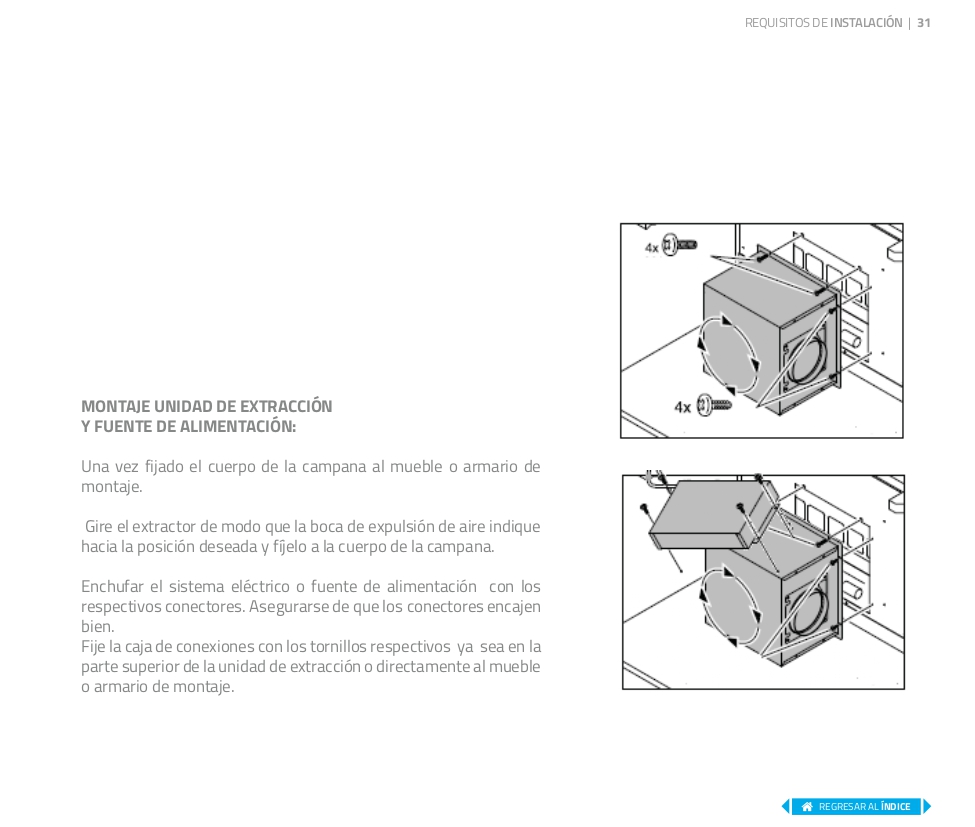 REQUISITOS DE INSTALACIÓN | 31
MONTAJE UNIDAD DE EXTRACCIÓN
Y FUENTE DE ALIMENTACIÓN:
Una vez fijado el cuerpo de la campana al mueble o armario de
montaje.
Gire el extractor de modo que la boca de expulsión de aire indique
hacia la posición deseada y fíjelo a la cuerpo de la campana.
Enchufar el sistema eléctrico o fuente de alimentación con los
respectivos conectores. Asegurarse de que los conectores encajen
bien.
Fije la caja de conexiones con los tornillos respectivos ya sea en la
parte superior de la unidad de extracción o directamente al mueble
o armario de montaje.
4x
4x
REGRESAR AL ÍNDICE